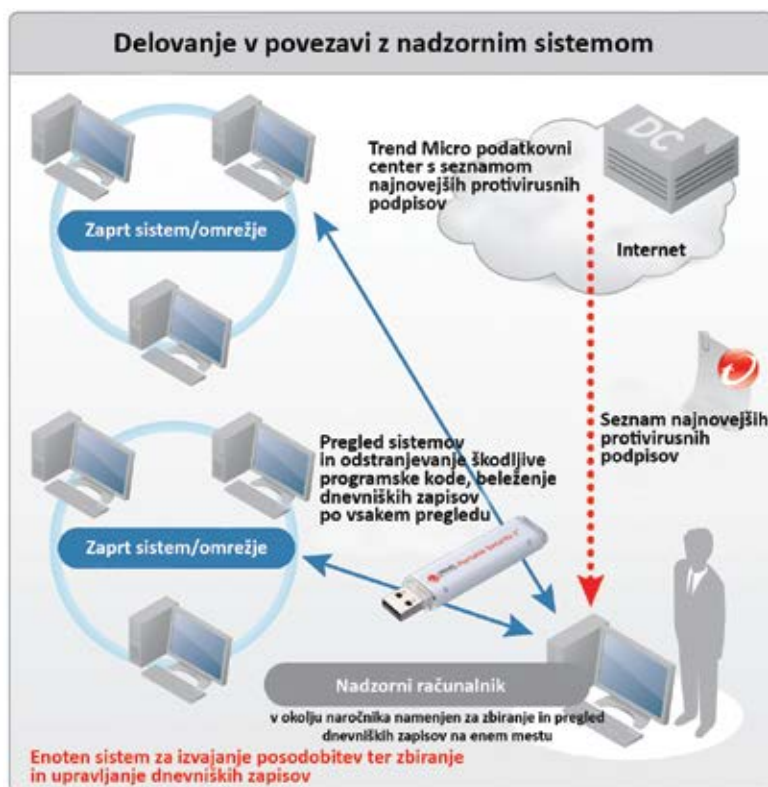 Delovanje v povezavi z nadzornim sistemom
DC
Trend Micro podatkovni
center s seznamom
najnovejših protivirusnih
podpisov
Internet
Zaprt sistem/omrežje
Seznam najnovejših
protivirusnih
podpisov
Pregled sistemov
in odstranjevanje škodljive
programske kode, beleženje
dnevniških zapisov
po vsakem pregledu
Portable Security 2
Zaprt sistem/omrežje
Nadzorni računalnik
v okolju naročnika namenjen za zbiranje in pregled
dnevniških zapisov na enem mestu
Enoten sistem za izvajanje posodobitev ter zbiranje
in upravljanje dnevniških zapisov